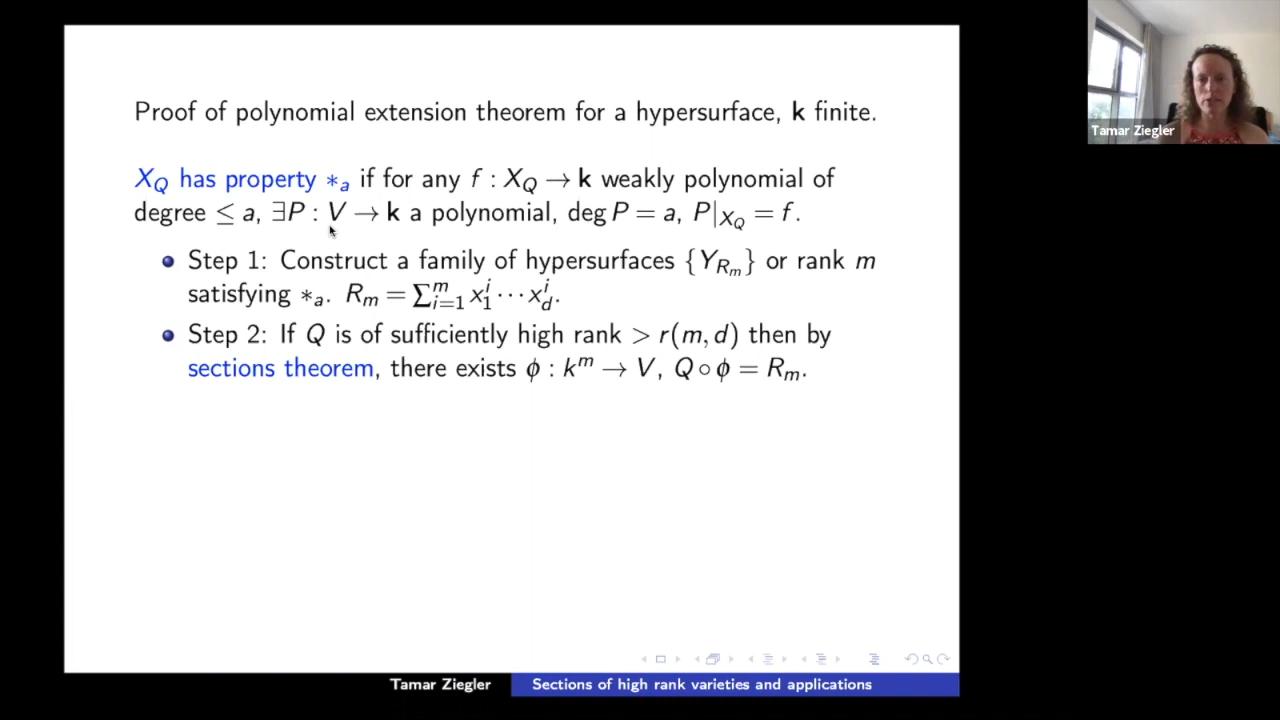 Proof of polynomial extension theorem for a hypersurface, k finite.
X_Q has property *_a if for any f : X_Q → k weakly polynomial of
degree ≤ a, ∃P : V → k a polynomial, deg P = a, P|_{X_Q} = f.
Step 1: Construct a family of hypersurfaces {Y_{R_m}} or rank m
satisfying *_a. R_m = ∑_{i=1}^m x_1^i ⋯ x_d^i.
Step 2: If Q is of sufficiently high rank > r(m, d) then by
sections theorem, there exists ϕ : k^m → V, Q ∘ ϕ = R_m.
Tamar Ziegler
Tamar Ziegler
Sections of high rank varieties and applications